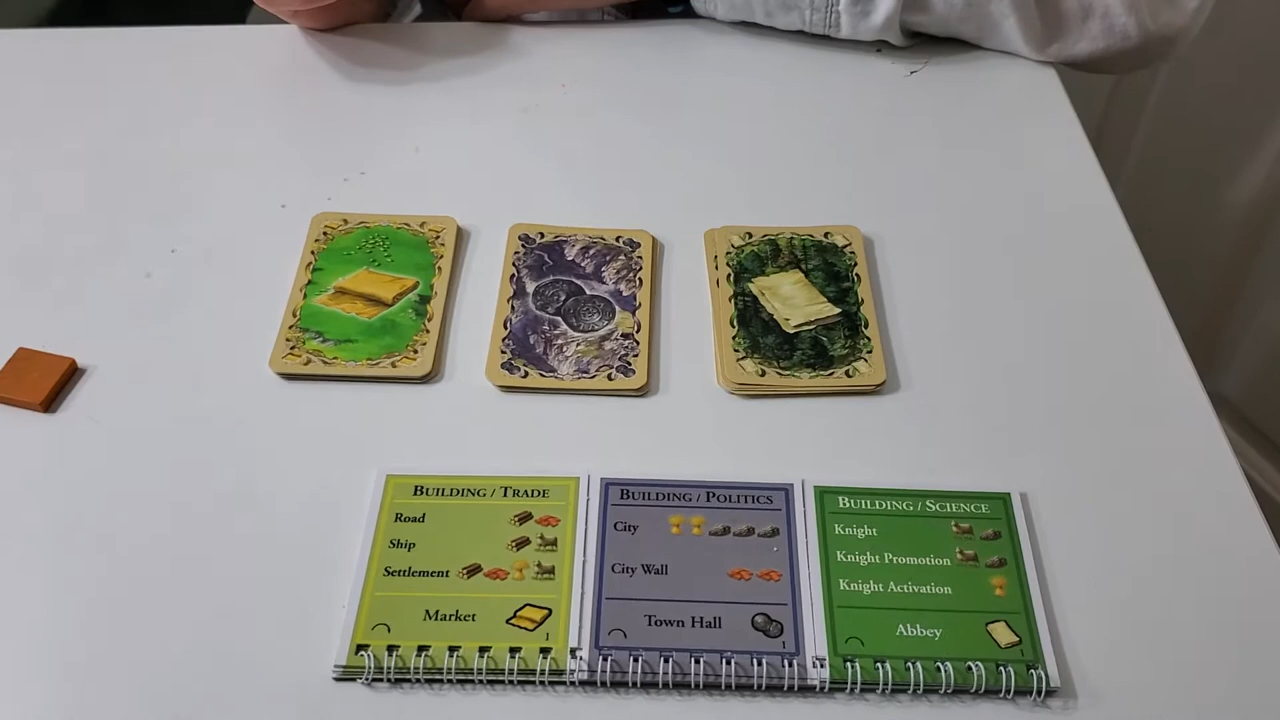 BUILDING / TRADE
Road
Ship
Settlement
Market
1
BUILDING / POLITICS
City
City Wall
Town Hall
1
BUILDING / SCIENCE
Knight
Knight Promotion
Knight Activation
Abbey
1